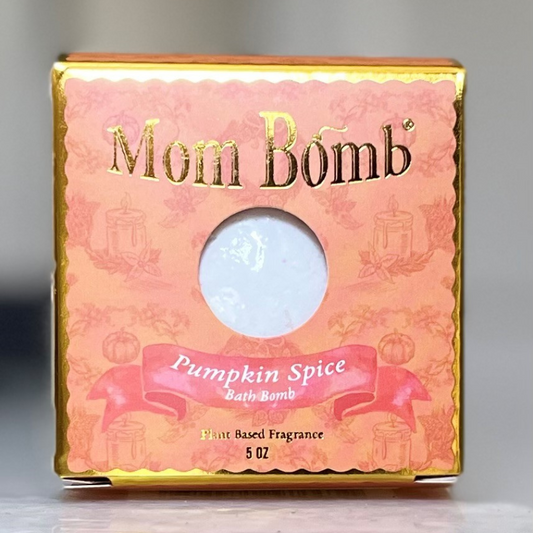 Mom Bomb®
Pumpkin Spice
Bath Bomb
Plant Based Fragrance
5 OZ